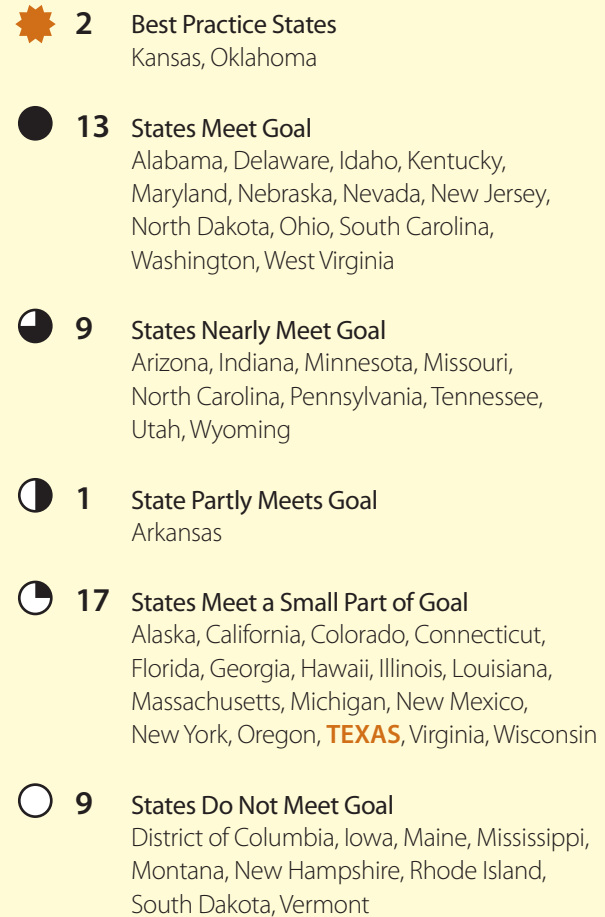 2 Best Practice States
Kansas, Oklahoma
13 States Meet Goal
Alabama, Delaware, Idaho, Kentucky,
Maryland, Nebraska, Nevada, New Jersey,
North Dakota, Ohio, South Carolina,
Washington, West Virginia
9 States Nearly Meet Goal
Arizona, Indiana, Minnesota, Missouri,
North Carolina, Pennsylvania, Tennessee,
Utah, Wyoming
1 State Partly Meets Goal
Arkansas
17 States Meet a Small Part of Goal
Alaska, California, Colorado, Connecticut,
Florida, Georgia, Hawaii, Illinois, Louisiana,
Massachusetts, Michigan, New Mexico,
New York, Oregon, TEXAS, Virginia, Wisconsin
9 States Do Not Meet Goal
District of Columbia, Iowa, Maine, Mississippi,
Montana, New Hampshire, Rhode Island,
South Dakota, Vermont